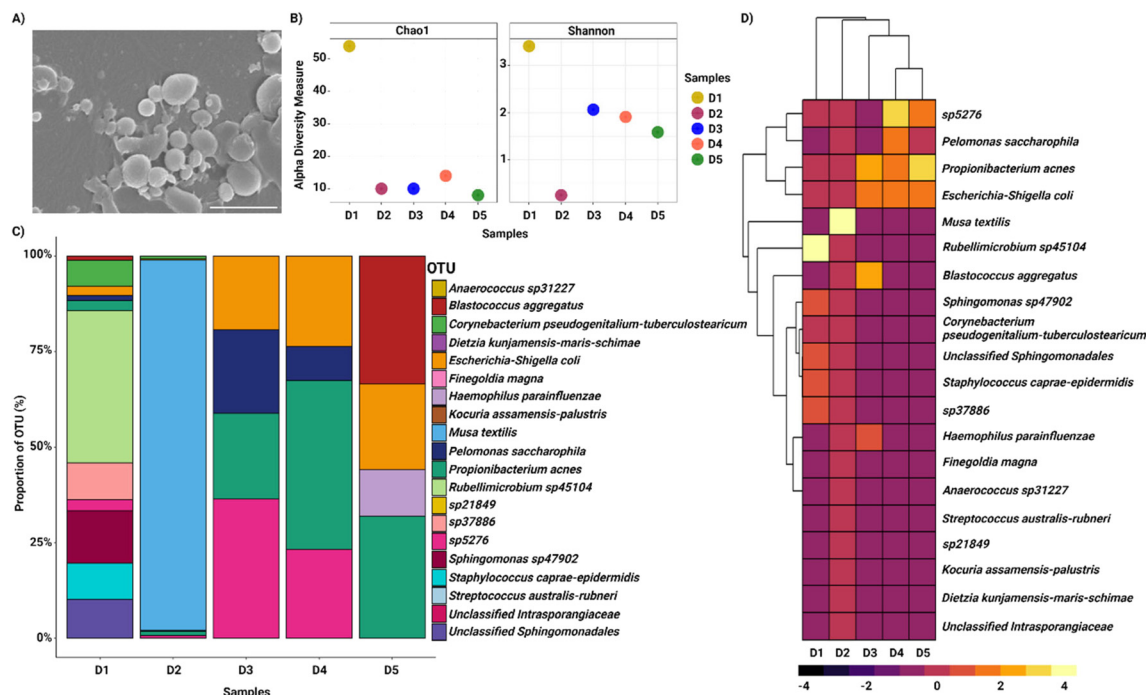 A)
B)
Chao1
Shannon
Alpha Diversity Measure
50
40
30
20
10
3
2
1
D1
D2
D3
D4
D5
D1
D2
D3
D4
D5
Samples
Samples
D1
D2
D3
D4
D5
C)
Proportion of OTU (%)
100%
75%
50%
25%
0%
D1
D2
D3
D4
D5
Samples
OTU
Anaerococcus sp31227
Blastococcus aggregatus
Corynebacterium pseudogenitalium-tuberculostearicum
Dietzia kunjamensis-maris-schimae
Escherichia-Shigella coli
Finegoldia magna
Haemophilus parainfluenzae
Kocuria assamensis-palustris
Musa textilis
Pelomonas saccharophila
Propionibacterium acnes
Rubellimicrobium sp45104
sp21849
sp37886
sp5276
Sphingomonas sp47902
Staphylococcus caprae-epidermidis
Streptococcus australis-rubneri
Unclassified Intrasporangiaceae
Unclassified Sphingomonadales
D)
sp5276
Pelomonas saccharophila
Propionibacterium acnes
Escherichia-Shigella coli
Musa textilis
Rubellimicrobium sp45104
Blastococcus aggregatus
Sphingomonas sp47902
Corynebacterium
pseudogenitalium-tuberculostearicum
Unclassified Sphingomonadales
Staphylococcus caprae-epidermidis
sp37886
Haemophilus parainfluenzae
Finegoldia magna
Anaerococcus sp31227
Streptococcus australis-rubneri
sp21849
Kocuria assamensis-palustris
Dietzia kunjamensis-maris-schimae
Unclassified Intrasporangiaceae
D1
D2
D3
D4
D5
-4
-2
0
2
4